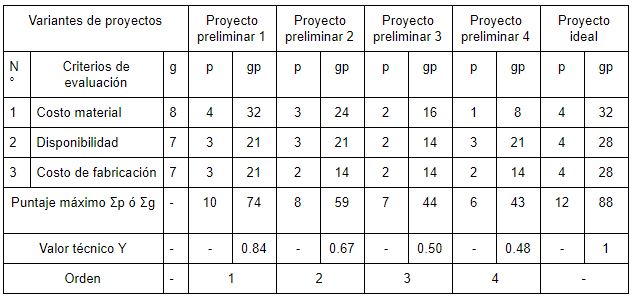 Variantes de proyectos Proyecto preliminar 1 Proyecto preliminar 2 Proyecto preliminar 3 Proyecto preliminar 4 Proyecto ideal
N° Criterios de evaluación g p gp p gp p gp p gp p gp
1 Costo material 8 4 32 3 24 2 16 1 8 4 32
2 Disponibilidad 7 3 21 3 21 2 14 3 21 4 28
3 Costo de fabricación 7 3 21 2 14 2 14 2 14 4 28
Puntaje máximo Σp ó Σg - 10 74 8 59 7 44 6 43 12 88
Valor técnico Y - - 0.84 - 0.67 - 0.50 - 0.48 - 1
Orden - 1 2 3 4 -